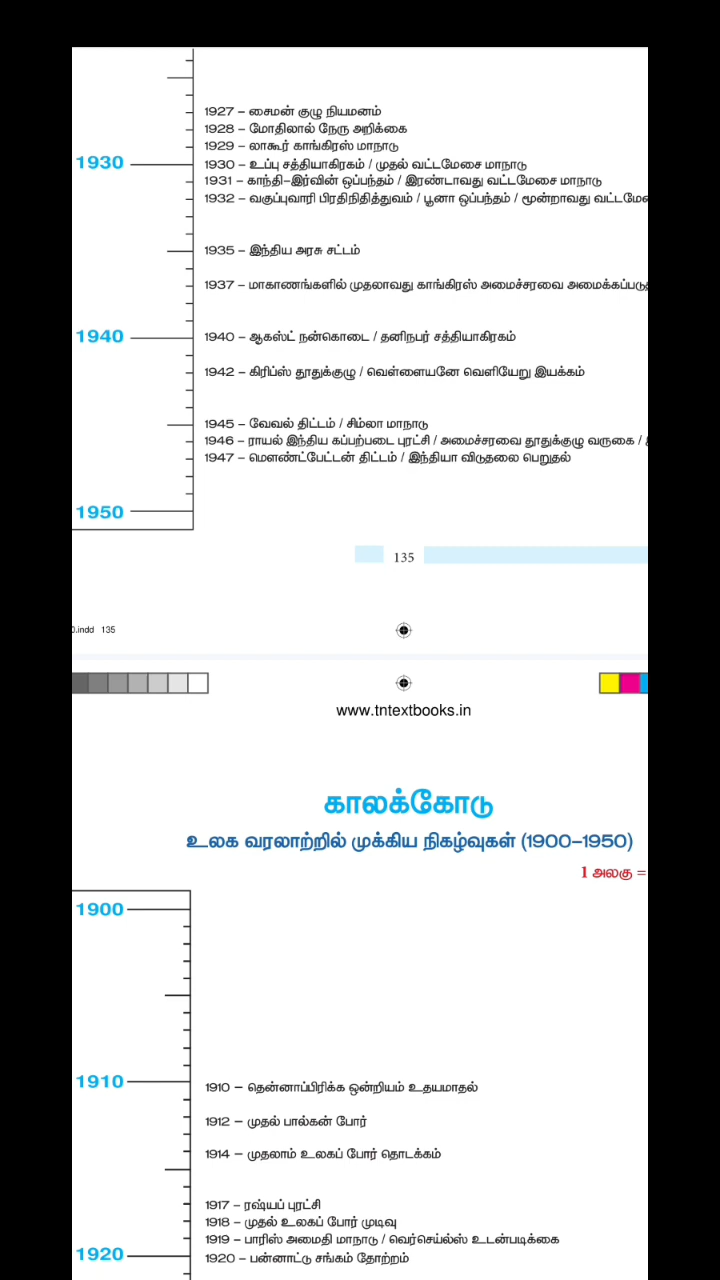 1927 – சைமன் குழு நியமனம்
1928 – மோதிலால் நேரு அறிக்கை
1929 – லாகூர் காங்கிரஸ் மாநாடு
1930
1930 – உப்பு சத்தியாகிரகம் / முதல் வட்டமேசை மாநாடு
1931 – காந்தி–இர்வின் ஒப்பந்தம் / இரண்டாவது வட்டமேசை மாநாடு
1932 – வகுப்புவாரி பிரதிநிதித்துவம் / பூனா ஒப்பந்தம் / மூன்றாவது
1935 – இந்திய அரசு சட்டம்
1937 – மாகாணங்களில் முதலாவது காங்கிரஸ் அமைச்சரவை
1940
1940 – ஆகஸ்ட் நன்கொடை / தனிநபர் சத்தியாகிரகம்
1942 – கிரிப்ஸ் தூதுக்குழு / வெள்ளையனே வெளியேறு இயக்கம்
1945 – வேவல் திட்டம் / சிம்லா மாநாடு
1946 – ராயல் இந்திய கப்பற்படை புரட்சி / அமைச்சரவை தூதுக்குழு வருகை /
1947 – மௌண்ட்பேட்டன் திட்டம் / இந்தியா விடுதலை பெறுதல்
1950
135
0.indd 135
www.tntextbooks.in
காலக்கோடு
உலக வரலாற்றில் முக்கிய நிகழ்வுகள் (1900–1950)
1 அலகு =
1900
1910
1910 – தென்னாப்பிரிக்க ஒன்றியம் உதயமாதல்
1912 – முதல் பால்கன் போர்
1914 – முதலாம் உலகப் போர் தொடக்கம்
1917 – ரஷ்யப் புரட்சி
1918 – முதல் உலகப் போர் முடிவு
1919 – பாரிஸ் அமைதி மாநாடு / வெர்செய்ல்ஸ் உடன்படிக்கை
1920
1920 – பன்னாட்டு சங்கம் தோற்றம்